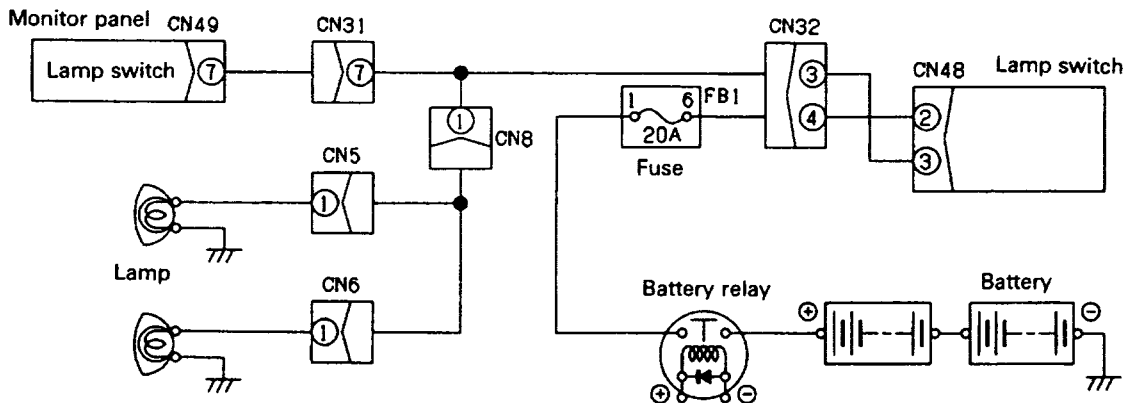 Monitor panel
CN49
Lamp switch
7
CN31
7
CN32
3
4
CN48
Lamp switch
2
3
1
CN8
1 6
FB1
20A
Fuse
CN5
1
Lamp
CN6
1
Battery relay
Battery
+
-
+
-